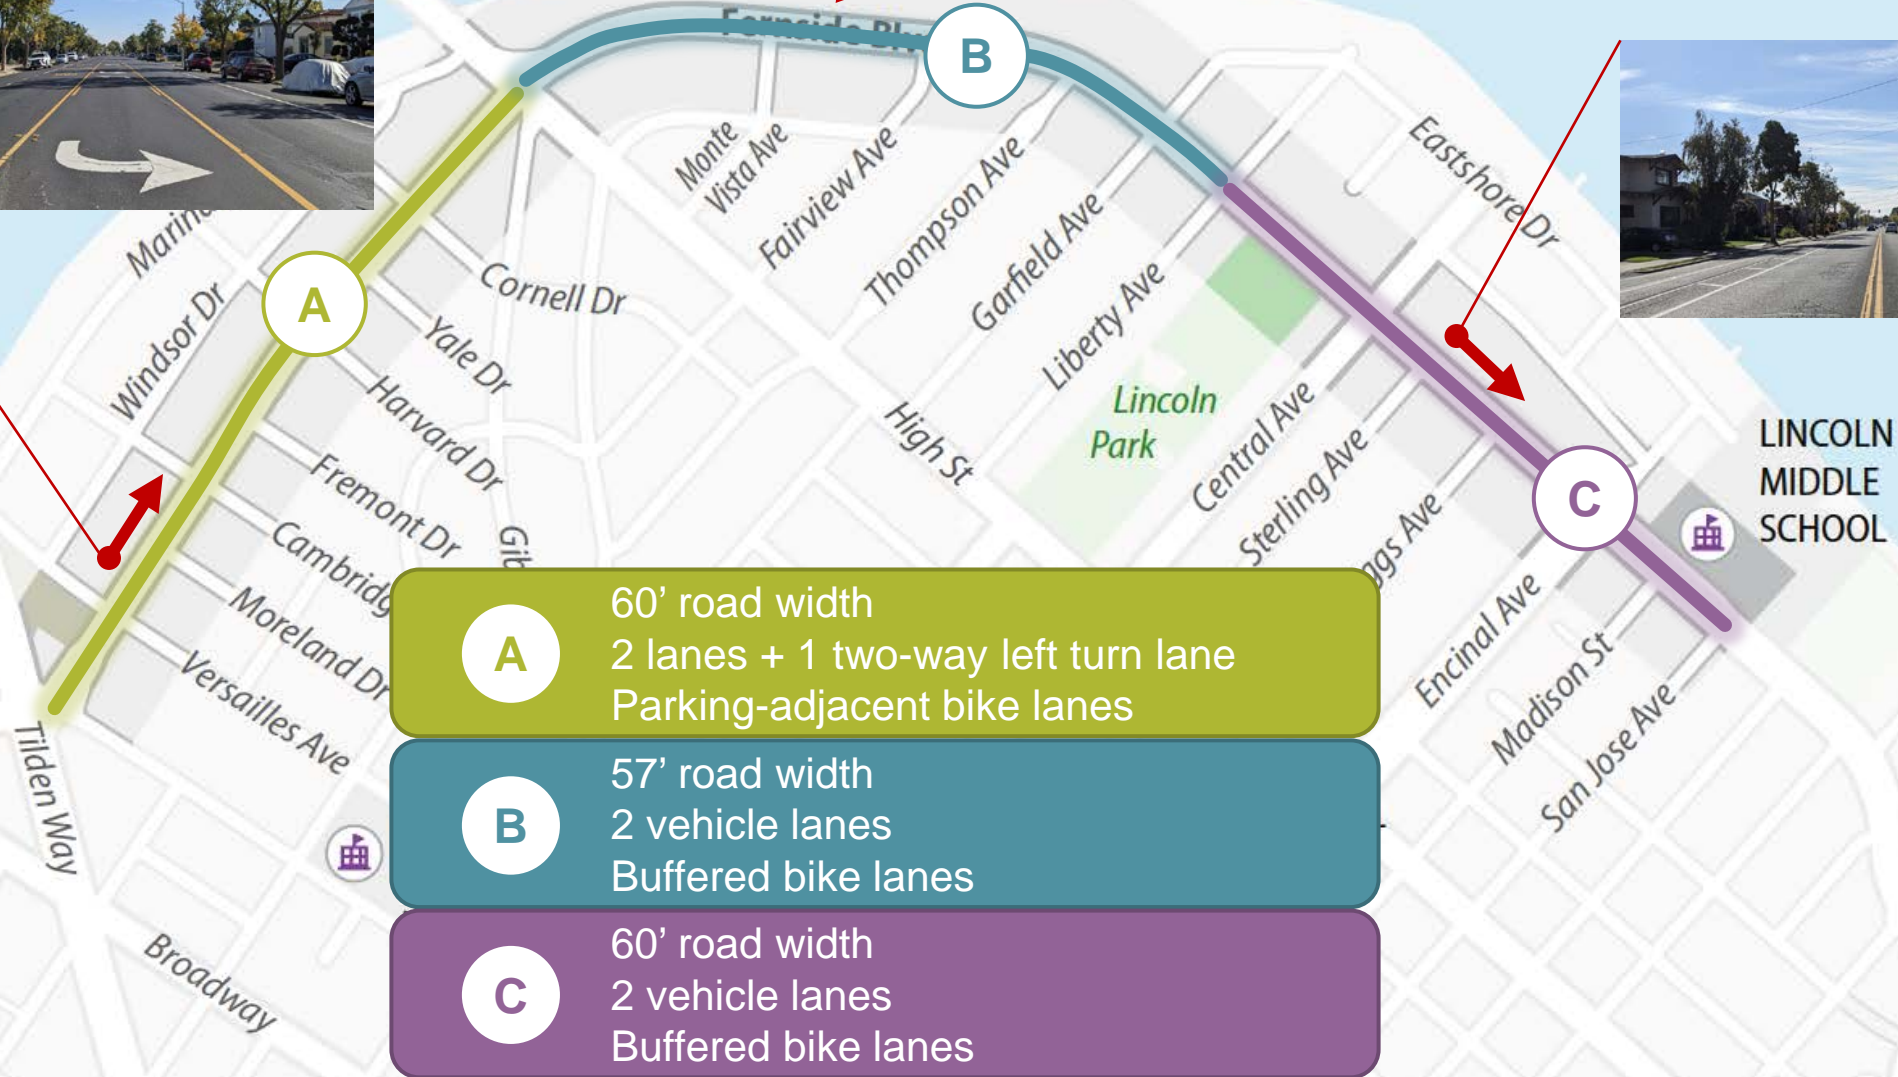 Fernside Blv
B
Monte
Vista Ave
Fairview Ave
Thompson Ave
Garfield Ave
Liberty Ave
Eastshore Dr
Windsor Dr
A
Cornell Dr
Yale Dr
Harvard Dr
Fremont Dr
Moreland Dr
Versailles Ave
Tilden Way
Broadway
High St
Lincoln
Park
Central Ave
Sterling Ave
Encinal Ave
Madison St
San Jose Ave
C
LINCOLN
MIDDLE
SCHOOL
A
60’ road width
2 lanes + 1 two-way left turn lane
Parking-adjacent bike lanes
B
57’ road width
2 vehicle lanes
Buffered bike lanes
C
60’ road width
2 vehicle lanes
Buffered bike lanes